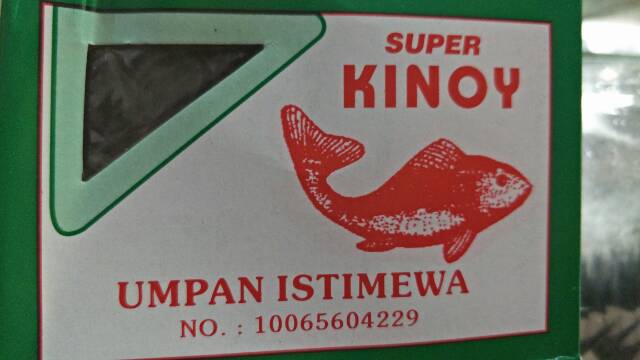 SUPER
KINOY
UMPAN ISTIMEWA
NO. : 10065604229